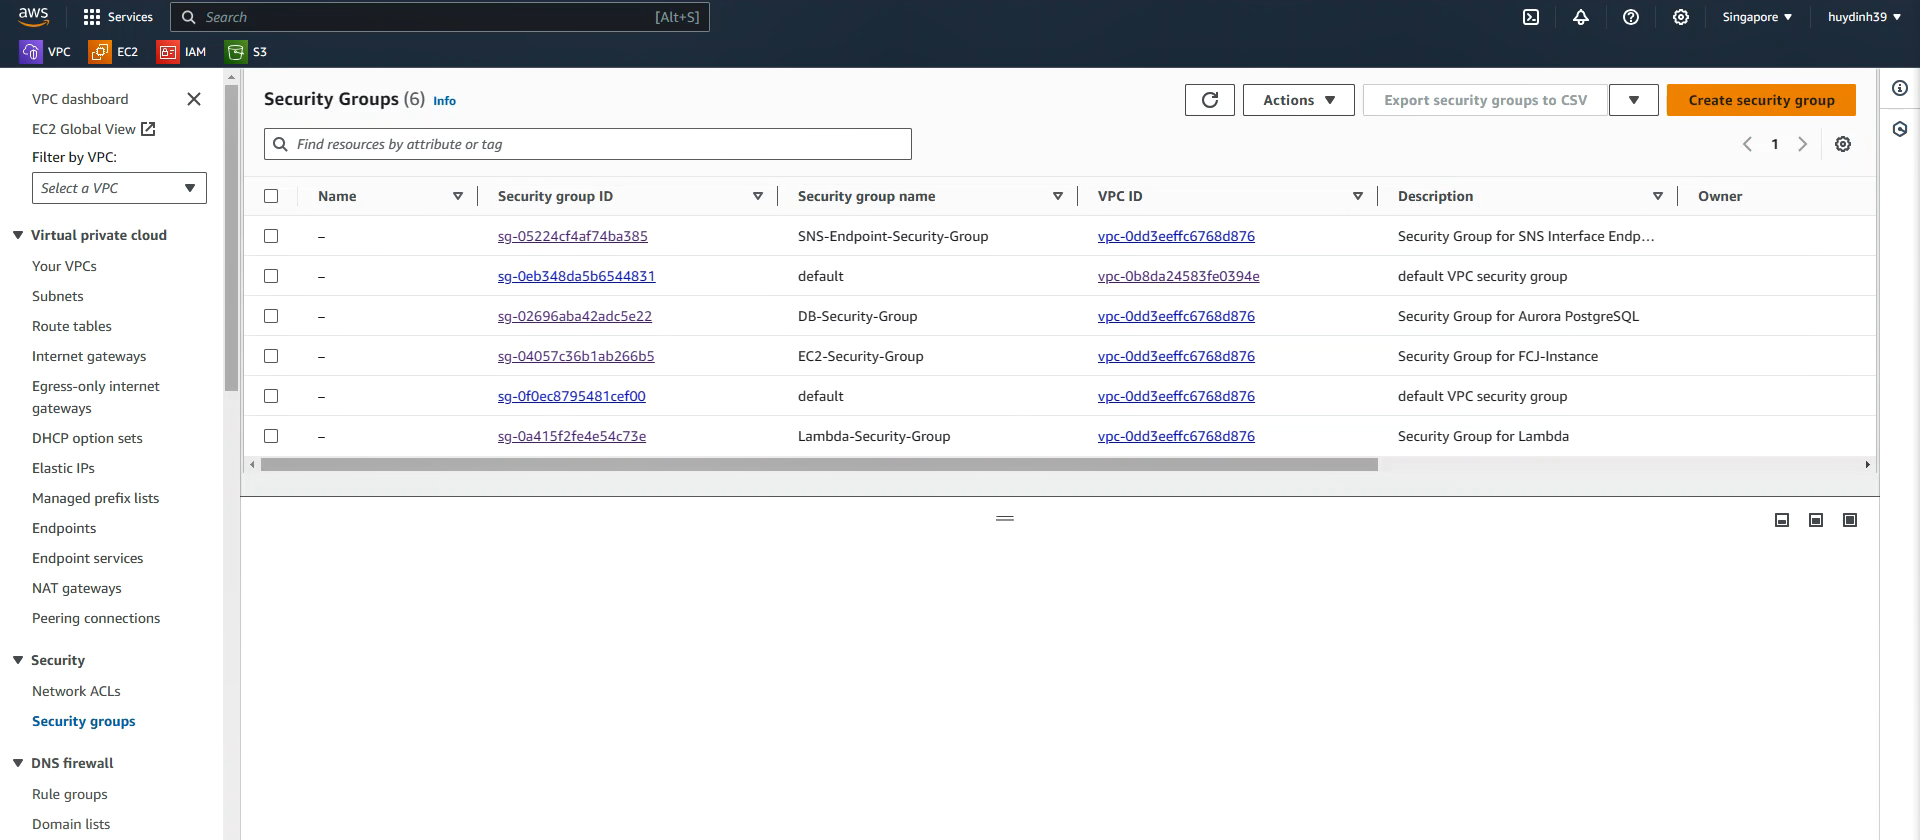 aws
Services
Search [Alt+S]
Singapore
huydinh39
VPC EC2 IAM S3
VPC dashboard
EC2 Global View
Filter by VPC:
Select a VPC
Virtual private cloud
Your VPCs
Subnets
Route tables
Internet gateways
Egress-only internet
gateways
DHCP option sets
Elastic IPs
Managed prefix lists
Endpoints
Endpoint services
NAT gateways
Peering connections
Security
Network ACLs
Security groups
DNS firewall
Rule groups
Domain lists
Security Groups (6) Info
Actions
Export security groups to CSV
Create security group
Find resources by attribute or tag
1
Name Security group ID Security group name VPC ID Description Owner
– sg-05224cf4af74ba385 SNS-Endpoint-Security-Group vpc-0dd3eeffc6768d876 Security Group for SNS Interface Endp...
– sg-0eb348da5b6544831 default vpc-0b8da24583fe0394e default VPC security group
– sg-02696aba42adc5e22 DB-Security-Group vpc-0dd3eeffc6768d876 Security Group for Aurora PostgreSQL
– sg-04057c36b1ab266b5 EC2-Security-Group vpc-0dd3eeffc6768d876 Security Group for FCJ-Instance
– sg-0f0ec8795481cef00 default vpc-0dd3eeffc6768d876 default VPC security group
– sg-0a415f2fe4e54c73e Lambda-Security-Group vpc-0dd3eeffc6768d876 Security Group for Lambda